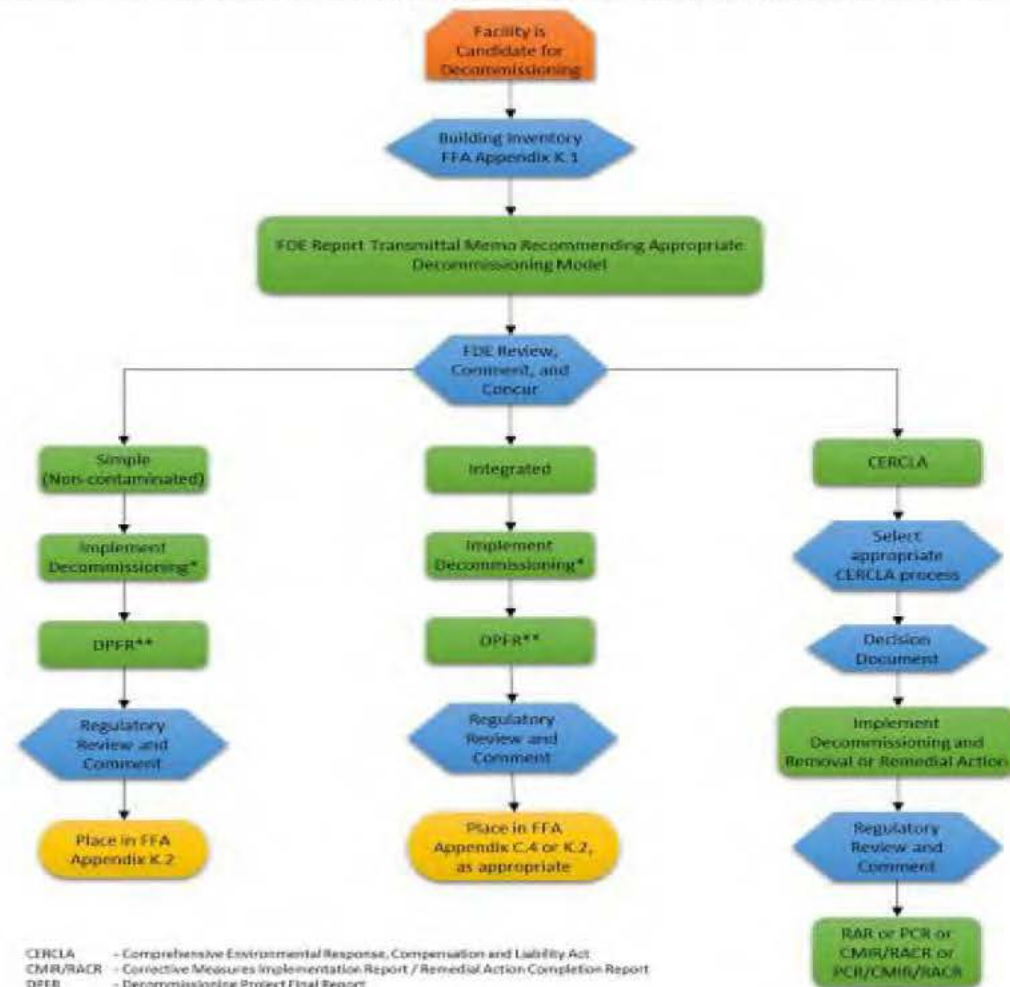 Facility is
Candidate for
Decommissioning
Building Inventory
FFA Appendix K.1
FDE Report Transmittal Memo Recommending Appropriate
Decommissioning Model
FDE Review,
Comment, and
Concur
Simple
(Non-contaminated)
Implement
Decommissioning*
DPFR**
Regulatory
Review and
Comment
Place in FFA
Appendix K.2
Integrated
Implement
Decommissioning*
DPFR**
Regulatory
Review and
Comment
Place in FFA
Appendix C.4 or K.2,
as appropriate
CERCLA
Select
appropriate
CERCLA process
Decision
Document
Implement
Decommissioning and
Removal or Remedial Action
Regulatory
Review and
Comment
RAR or PCR or
CMIR/RACR or
PCR/CMIR/RACR
CERCLA - Comprehensive Environmental Response, Compensation and Liability Act
CMIR/RACR - Corrective Measures Implementation Report / Remedial Action Completion Report
DPFR - Decommissioning Project Final Report